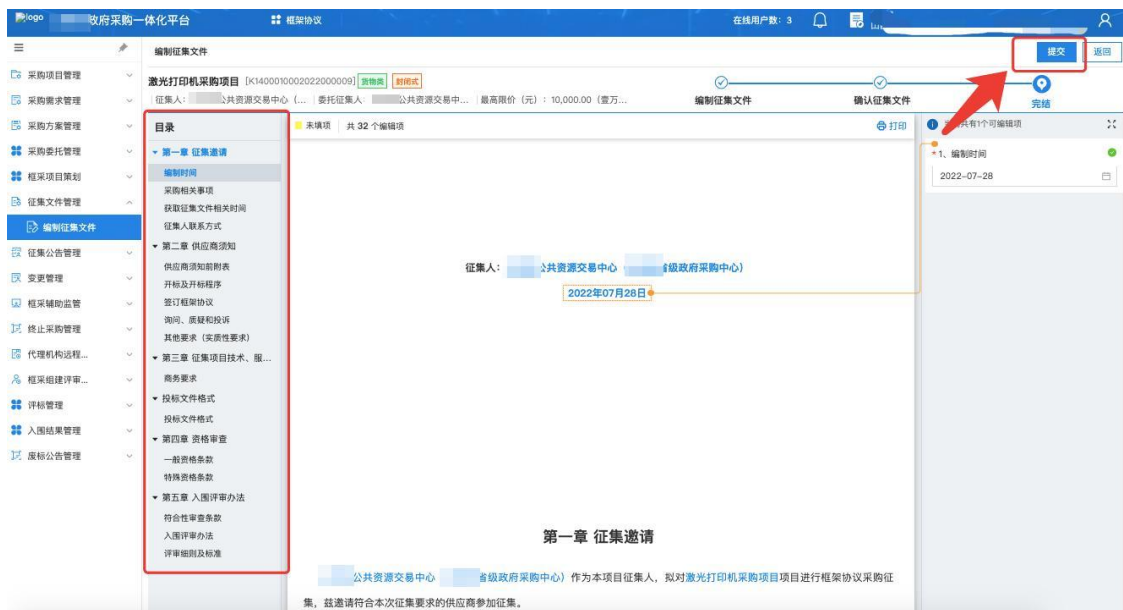 logo
政府采购一体化平台
框架协议
在线用户数: 3
编制征集文件
提交
返回
采购项目管理
采购需求管理
采购方案管理
采购委托管理
框采项目策划
征集文件管理
编制征集文件
征集公告管理
变更管理
框采辅助监管
终止采购管理
代理机构远程...
框采组建评审...
评标管理
入围结果管理
废标公告管理
激光打印机采购项目 [K1400010002022000009] 货物类 封闭式
征集人: 公共资源交易中心 (... 委托征集人 公共资源交易中... 最高限价 (元) : 10,000.00 (壹万...
编制征集文件
确认征集文件
完结
目录
第一章 征集邀请
编制时间
采购相关事项
获取征集文件相关时间
征集人联系方式
第二章 供应商须知
供应商须知前附表
开标及开标程序
签订框架协议
询问、质疑和投诉
其他要求 (实质性要求)
第三章 征集项目技术、服...
商务要求
投标文件格式
投标文件格式
第四章 资格审查
一般资格条款
特殊资格条款
第五章 入围评审办法
符合性审查条款
入围评审办法
评审细则及标准
未填项 共 32 个编辑项
打印
征集人: 公共资源交易中心 省级政府采购中心)
2022年07月28日
第一章 征集邀请
公共资源交易中心 省级政府采购中心) 作为本项目征集人, 拟对激光打印机采购项目项目进行框架协议采购征
集, 兹邀请符合本次征集要求的供应商参加征集。
共有1个可编辑项
* 1、编制时间
2022-07-28